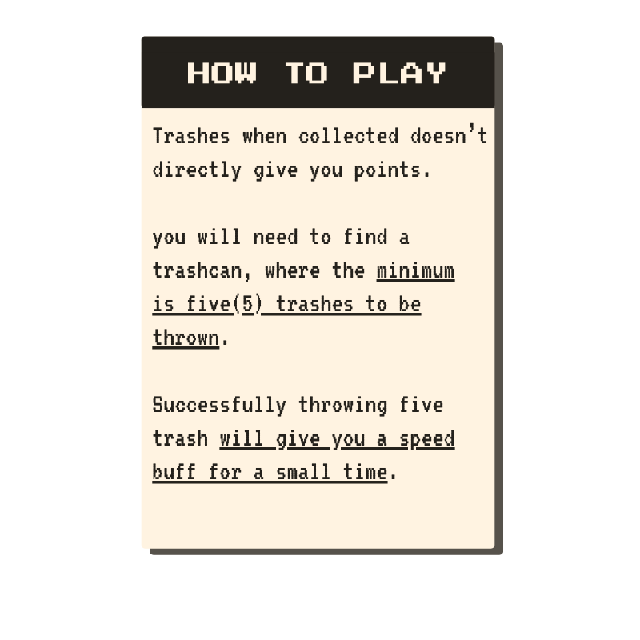 HOW TO PLAY
Trashes when collected doesn't
directly give you points.
you will need to find a
trashcan, where the minimum
is five(5) trashes to be
thrown.
Successfully throwing five
trash will give you a speed
buff for a small time.